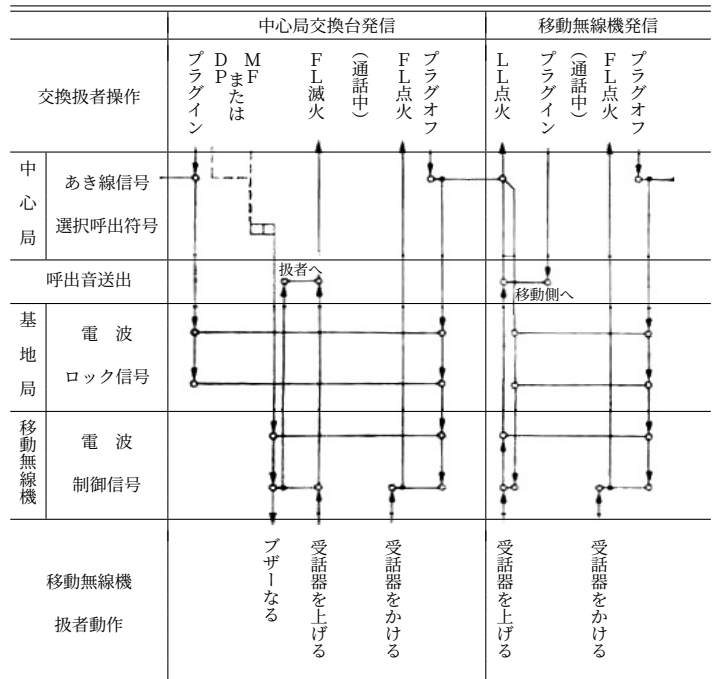 中心局交換台発信
移動無線機発信
交換扱者操作
プラグイン
DP
または
MF
FL滅火
(通話中)
FL点火
プラグオフ
LL点火
プラグイン
(通話中)
FL点火
プラグオフ
中心局
あき線信号
選択呼出符号
呼出音送出
扱者へ
移動側へ
基地局
電波
ロック信号
移動無線機
電波
制御信号
移動無線機
扱者動作
ブザーなる
受話器を上げる
受話器をかける
受話器を上げる
受話器をかける